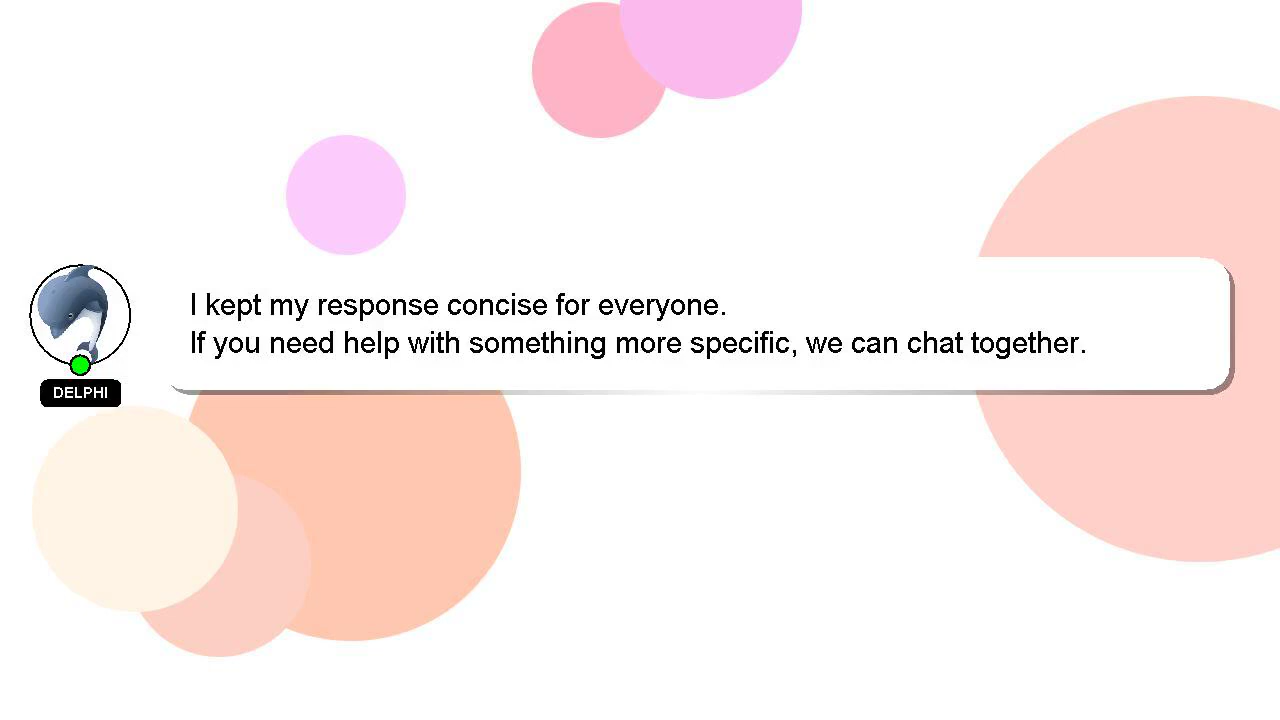 I kept my response concise for everyone.
If you need help with something more specific, we can chat together.
DELPHI